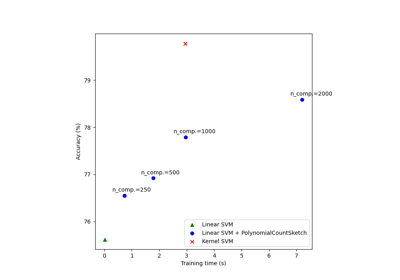 n_comp.=2000
n_comp.=1000
n_comp.=500
n_comp.=250
79
78
77
76
Accuracy (%)
0 1 2 3 4 5 6 7
Training time (s)
Linear SVM
Linear SVM + PolynomialCountSketch
Kernel SVM